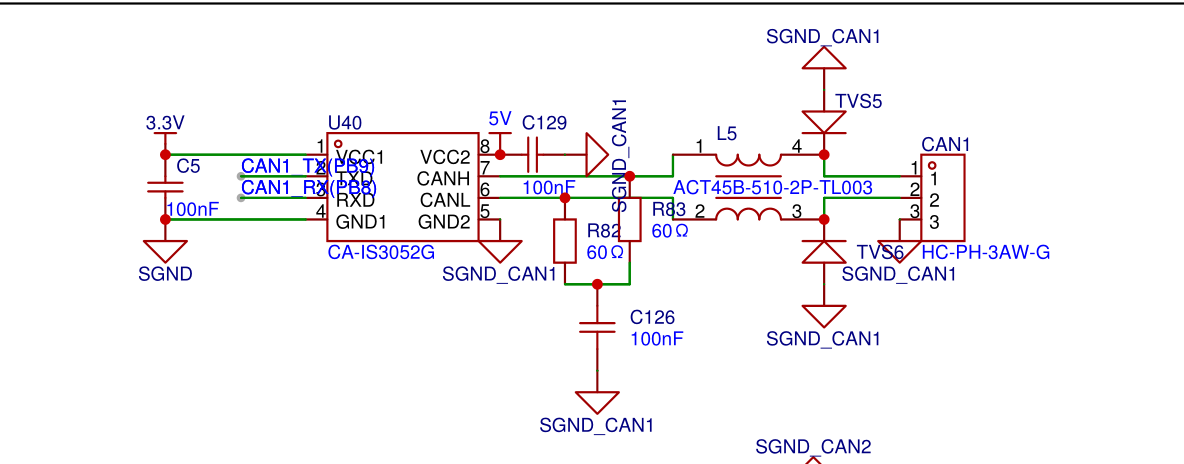 SGND_CAN1
TVS5
3.3V
U40
5V
C129
SGND_CAN1
L5
CAN1
1
VCC1
VCC2
8
1
4
C5
CAN1_TX(PB9)
2
TXD
CANH
7
100nF
ACT45B-510-2P-TL003
1
1
CAN1_RX(PB8)
3
RXD
CANL
6
2
2
100nF
R83
60Ω
2
3
3
3
4
GND1
GND2
5
R82
60Ω
CA-IS3052G
TVS6
HC-PH-3AW-G
SGND
SGND_CAN1
SGND_CAN1
C126
100nF
SGND_CAN1
SGND_CAN1
SGND_CAN2